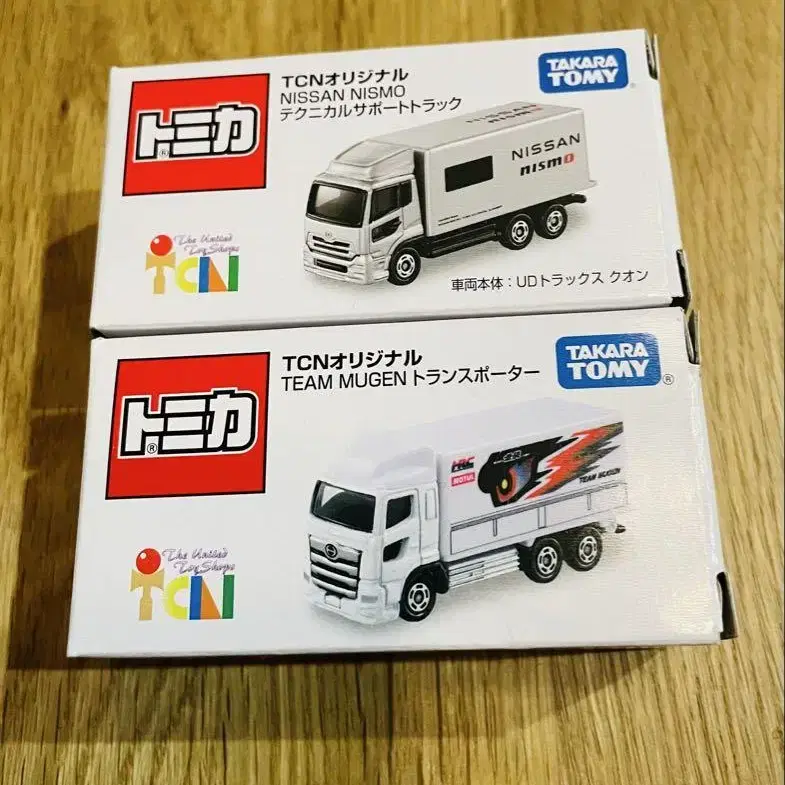 TCNオリジナル
NISSAN NISMO
テクニカルサポートトラック
TAKARA
TOMY
トミカ®
NISSAN
nismo
NISSAN
nismo
The United
Toy Shops
TCN
車両本体：UDトラックス クオン
TCNオリジナル
TEAM MUGEN トランスポーター
TAKARA
TOMY®
トミカ®
HRC
MOTUL
TEAM MUGEN
The United
Toy Shops
TCN